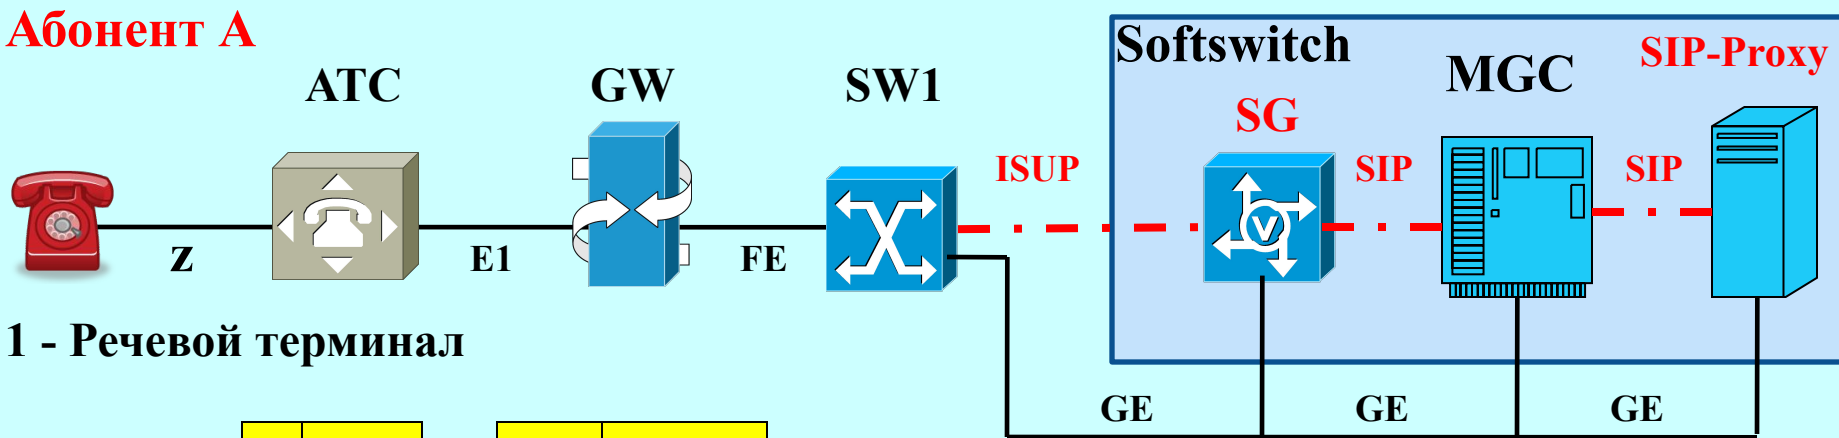 Абонент А
Softswitch
SIP-Proxy
MGC
АТС
GW
SW1
SG
ISUP
SIP
SIP
z
E1
FE
1 - Речевой терминал
GE
GE
GE